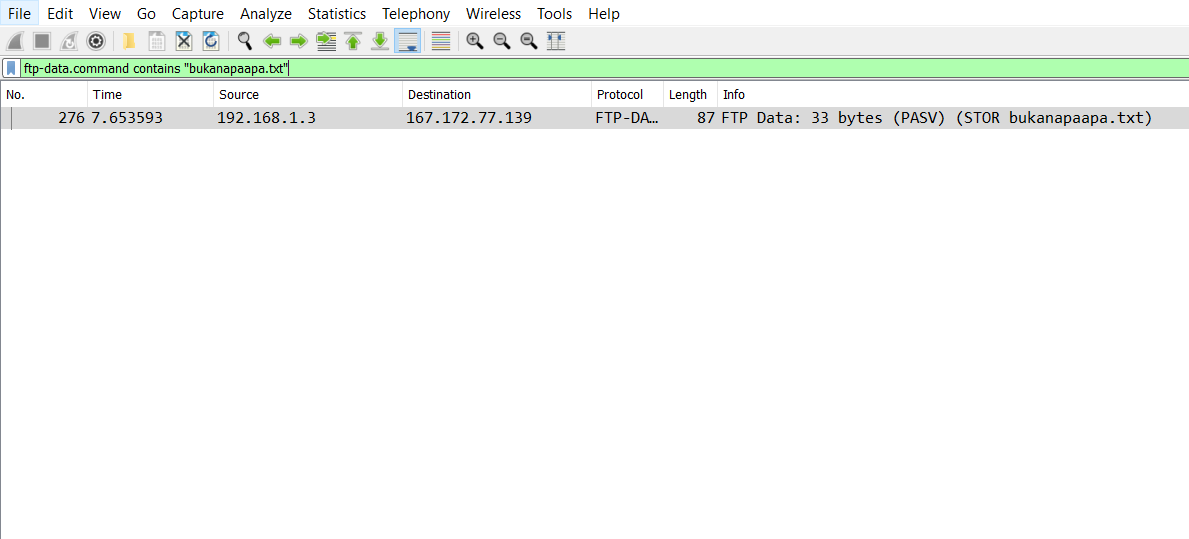 File Edit View Go Capture Analyze Statistics Telephony Wireless Tools Help
ftp-data.command contains "bukanapaapa.txt"
No. Time Source Destination Protocol Length Info
276 7.653593 192.168.1.3 167.172.77.139 FTP-DA… 87 FTP Data: 33 bytes (PASV) (STOR bukanapaapa.txt)